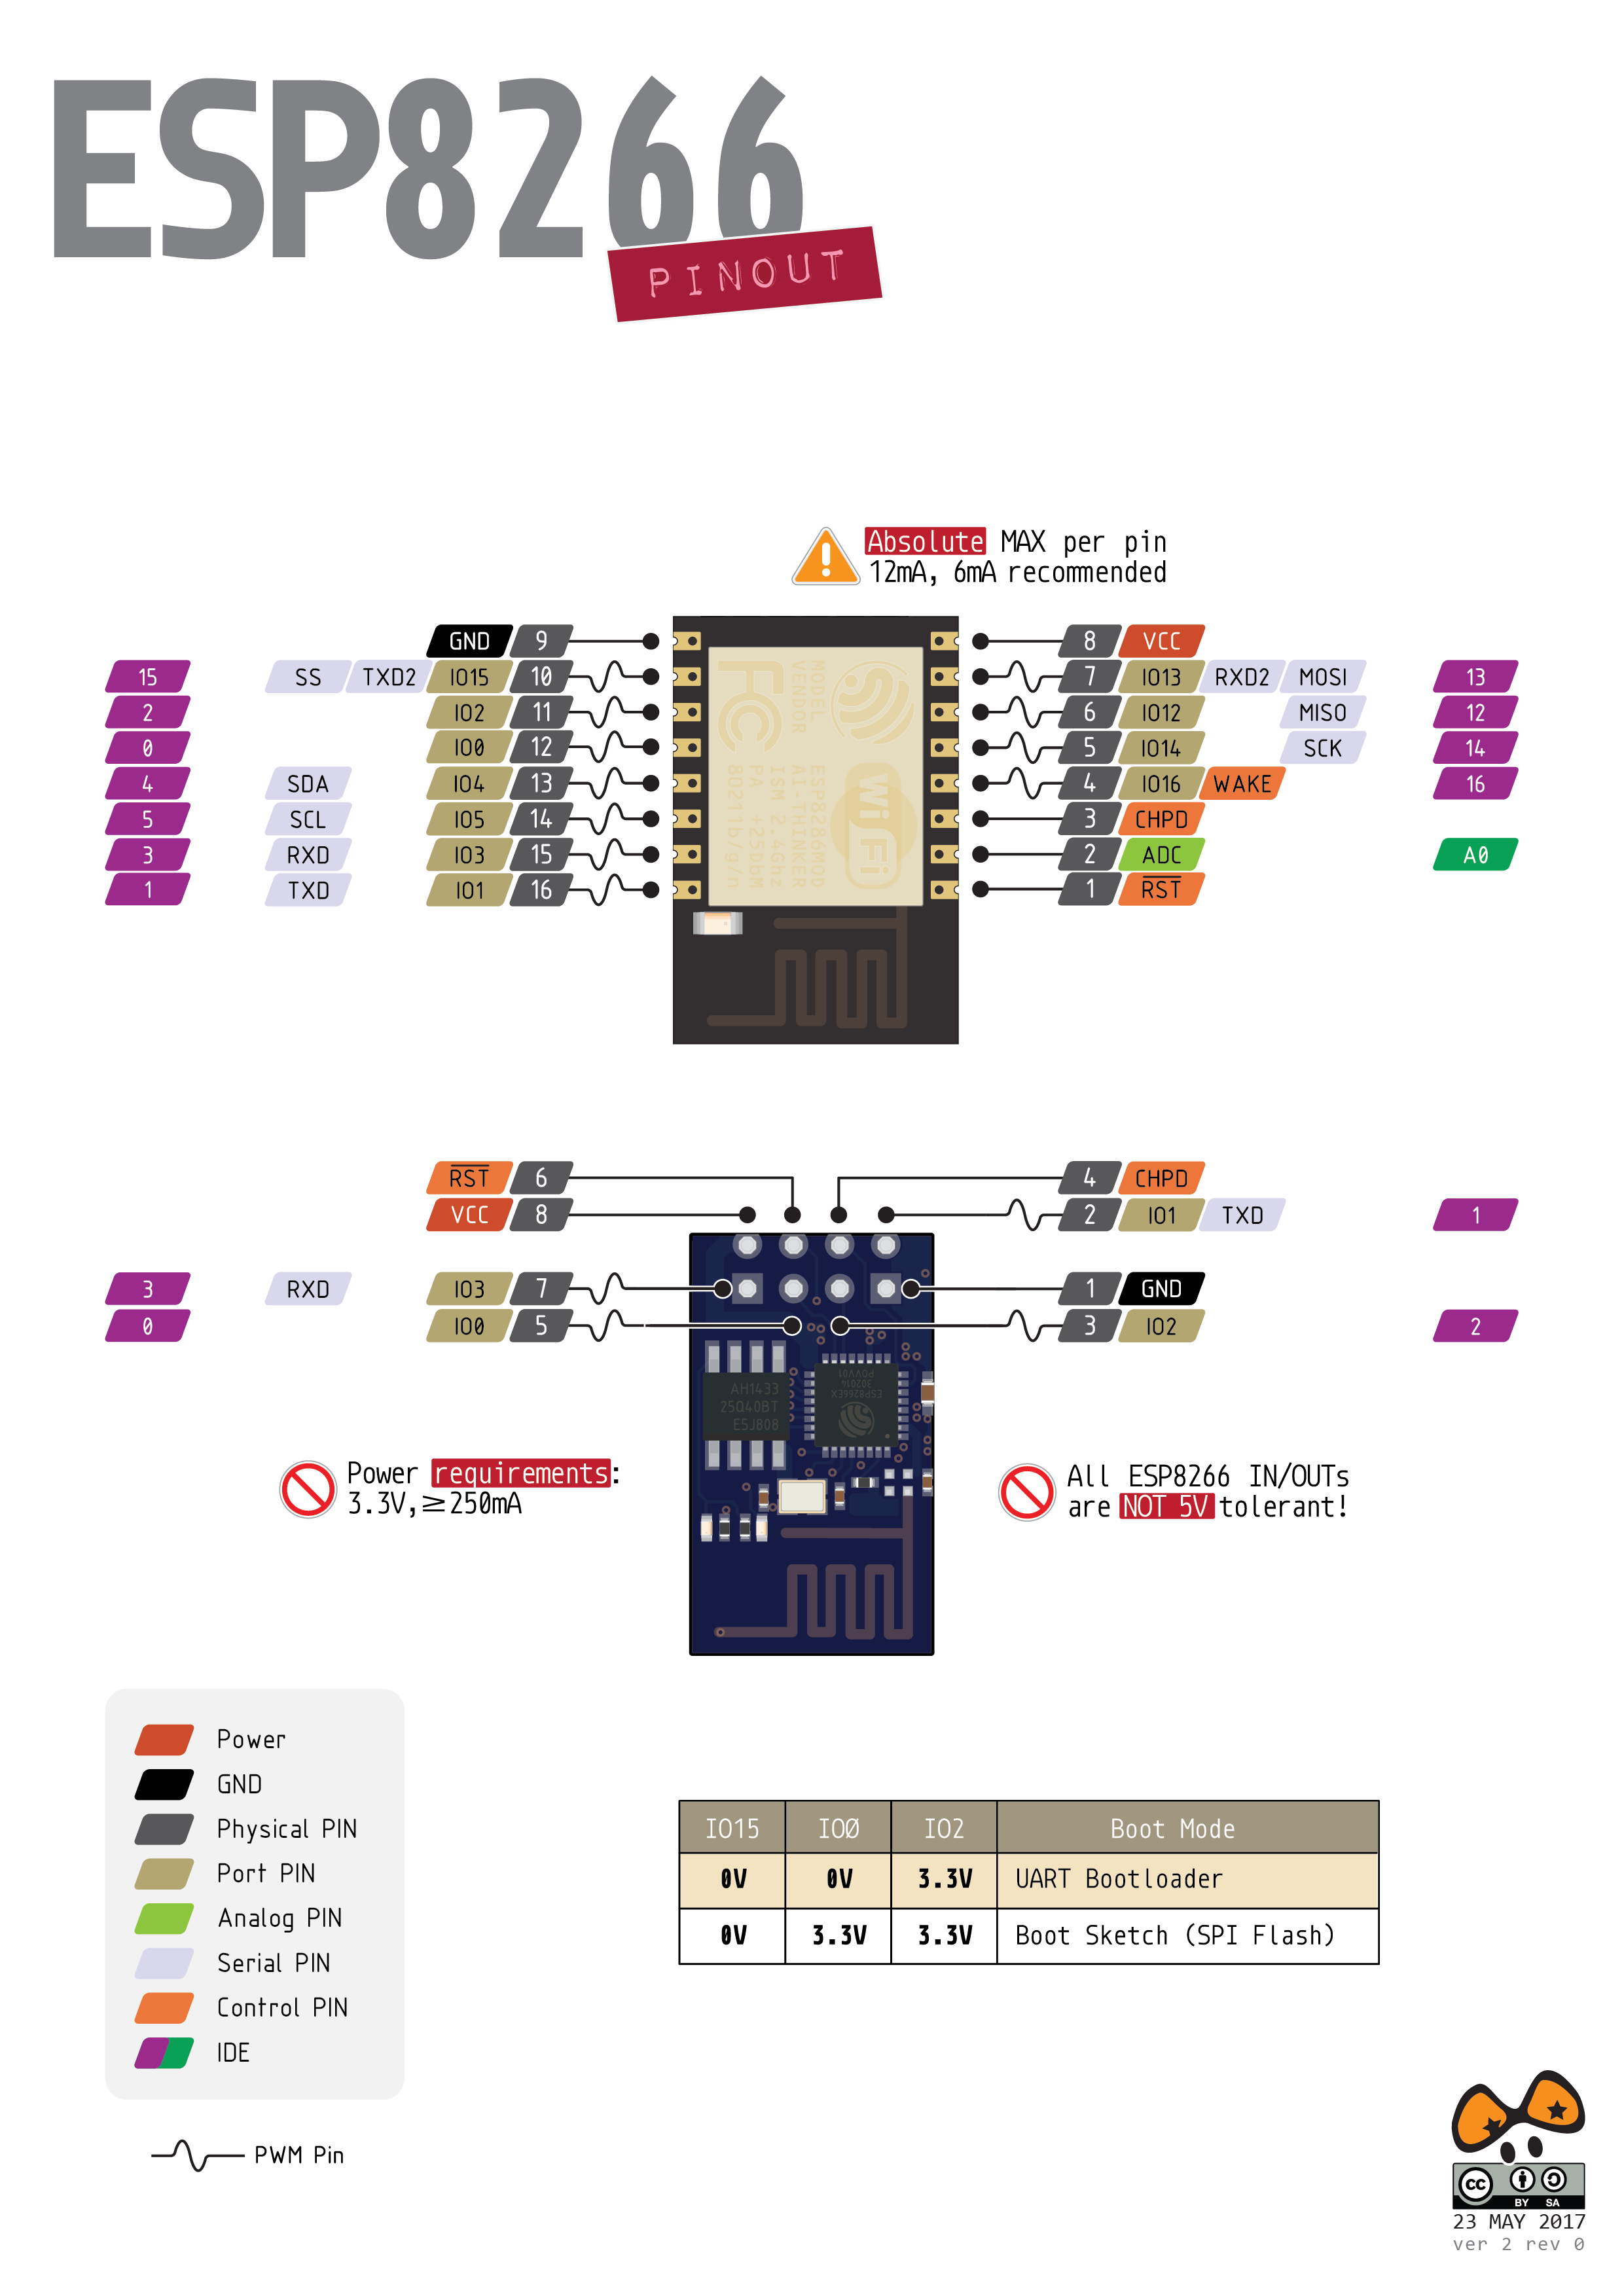 ESP8266
PINOUT
Absolute MAX per pin
12mA, 6mA recommended
GND 9
8 VCC
15 SS TXD2 IO15 10
7 IO13 RXD2 MOSI 13
2 IO2 11
6 IO12 MISO 12
0 IO0 12
5 IO14 SCK 14
4 SDA IO4 13
4 IO16 WAKE 16
5 SCL IO5 14
3 CHPD
3 RXD IO3 15
2 ADC A0
1 TXD IO1 16
1 RST
MODEL
VENDOR
ESP8266MOD
AI-THINKER
ISM 2.4GHz
PA +25dBm
802.11b/g/n
FC
WiFi
RST 6
4 CHPD
VCC 8
2 IO1 TXD 1
3 RXD IO3 7
1 GND
0 IO0 5
3 IO2 2
AH1433
25Q40BT
ESJ808
ESP8266EX
302014
P0VV01
Power requirements:
3.3V,≥250mA
All ESP8266 IN/OUTs
are NOT 5V tolerant!
Power
GND
Physical PIN
Port PIN
Analog PIN
Serial PIN
Control PIN
IDE
PWM Pin
IO15 IOØ IO2 Boot Mode
0V 0V 3.3V UART Bootloader
0V 3.3V 3.3V Boot Sketch (SPI Flash)
cc
BY SA
23 MAY 2017
ver 2 rev 0